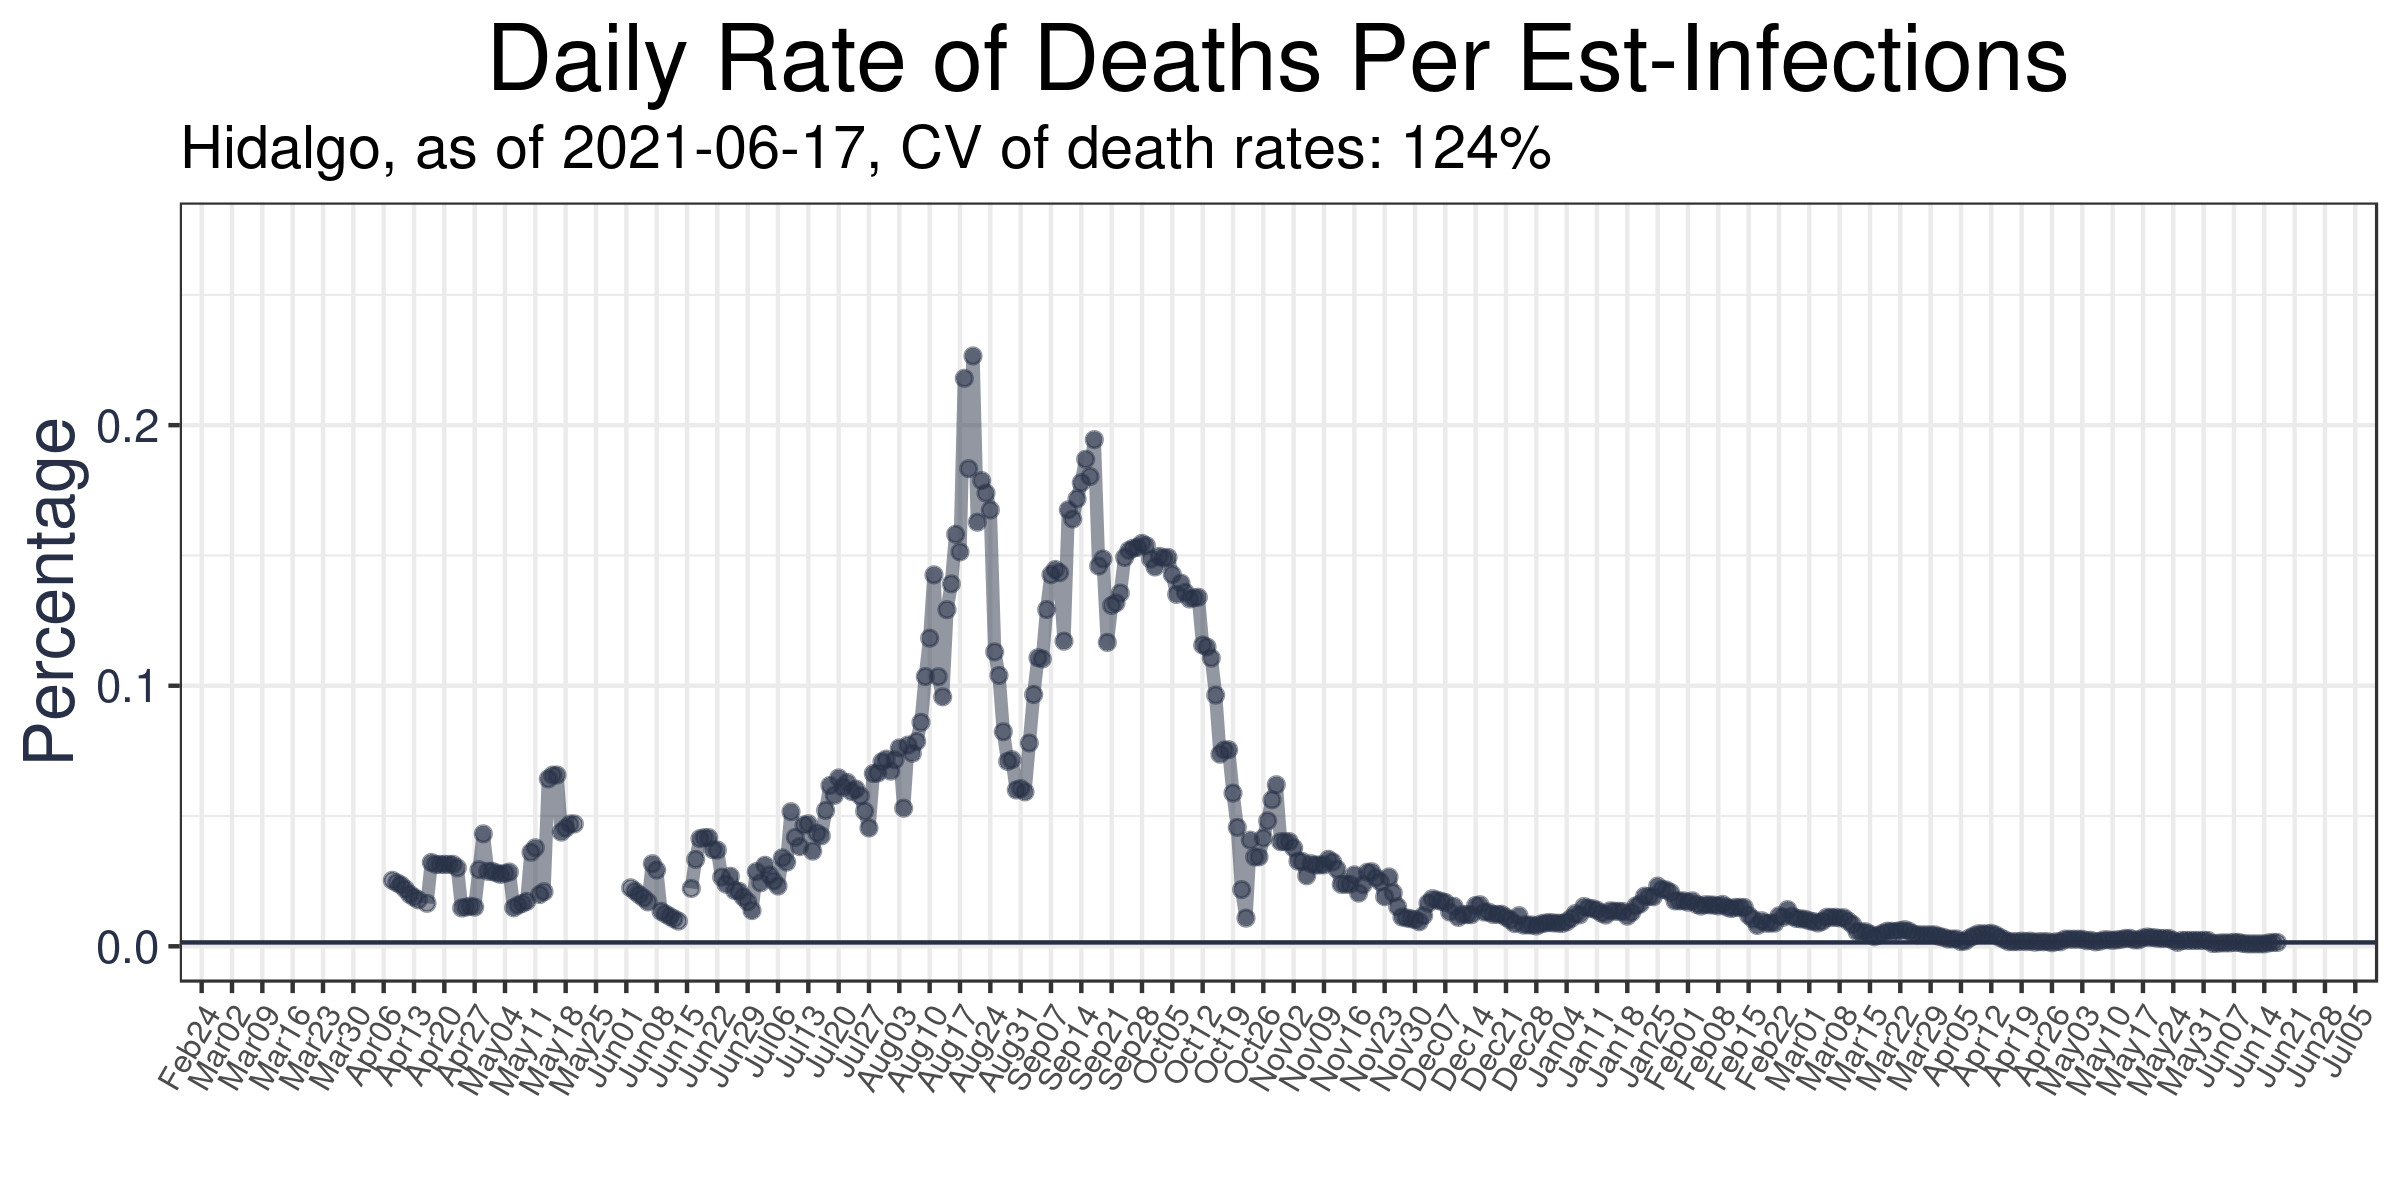 Daily Rate of Deaths Per Est-Infections
Hidalgo, as of 2021-06-17, CV of death rates: 124%
Percentage
0.2
0.1
0.0
Feb24
Mar02
Mar09
Mar16
Mar23
Mar30
Apr06
Apr13
Apr20
Apr27
May04
May11
May18
May25
Jun01
Jun08
Jun15
Jun22
Jun29
Jul06
Jul13
Jul20
Jul27
Aug03
Aug10
Aug17
Aug24
Aug31
Sep07
Sep14
Sep21
Sep28
Oct05
Oct12
Oct19
Oct26
Nov02
Nov09
Nov16
Nov23
Nov30
Dec07
Dec14
Dec21
Dec28
Jan04
Jan11
Jan18
Jan25
Feb01
Feb08
Feb15
Feb22
Mar01
Mar08
Mar15
Mar22
Mar29
Apr05
Apr12
Apr19
Apr26
May03
May10
May17
May24
May31
Jun07
Jun14
Jun21
Jun28
Jul05